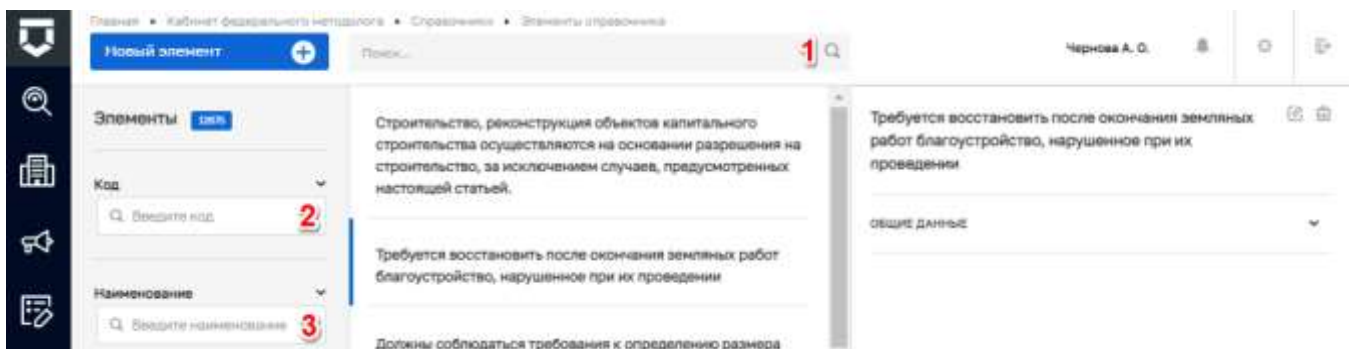 Главная • Кабинет федерального методолога • Справочники • Элементы справочника
Новый элемент
Поиск...
1
Чернова А. О.
Элементы
Код
Введите код
2
Наименование
Введите наименование
3
Строительство, реконструкция объектов капитального
строительства осуществляются на основании разрешения на
строительство, за исключением случаев, предусмотренных
настоящей статьей.
Требуется восстановить после окончания земляных работ
благоустройство, нарушенное при их проведении
Должны соблюдаться требования к определению размера
Требуется восстановить после окончания земляных
работ благоустройство, нарушенное при их
проведении
ОБЩИЕ ДАННЫЕ